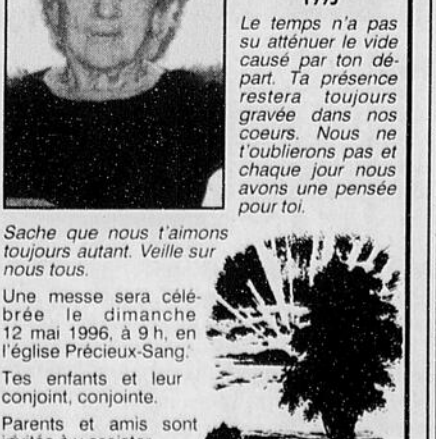 Le temps n'a pas
su atténuer le vide
causé par ton dé-
part. Ta présence
restera toujours
gravée dans nos
coeurs. Nous ne
t'oublierons pas et
chaque jour nous
avons une pensée
pour toi.
Sache que nous t'aimons
toujours autant. Veille sur
nous tous.
Une messe sera célé-
brée le dimanche
12 mai 1996, à 9 h, en
l'église Précieux-Sang.
Tes enfants et leur
conjoint, conjointe.
Parents et amis sont